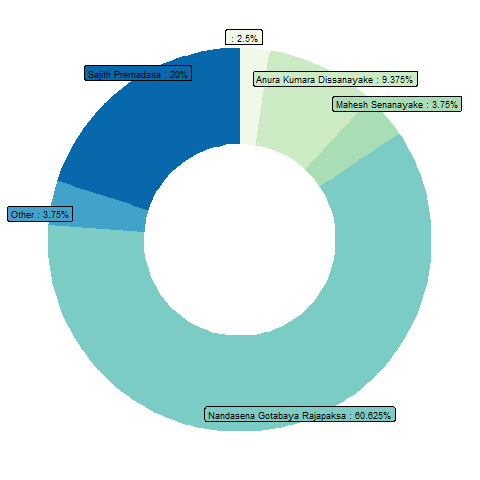 : 2.5%
Sajith Premadasa : 20%
Anura Kumara Dissanayake : 9.375%
Mahesh Senanayake : 3.75%
Other : 3.75%
Nandasena Gotabaya Rajapaksa : 60.625%